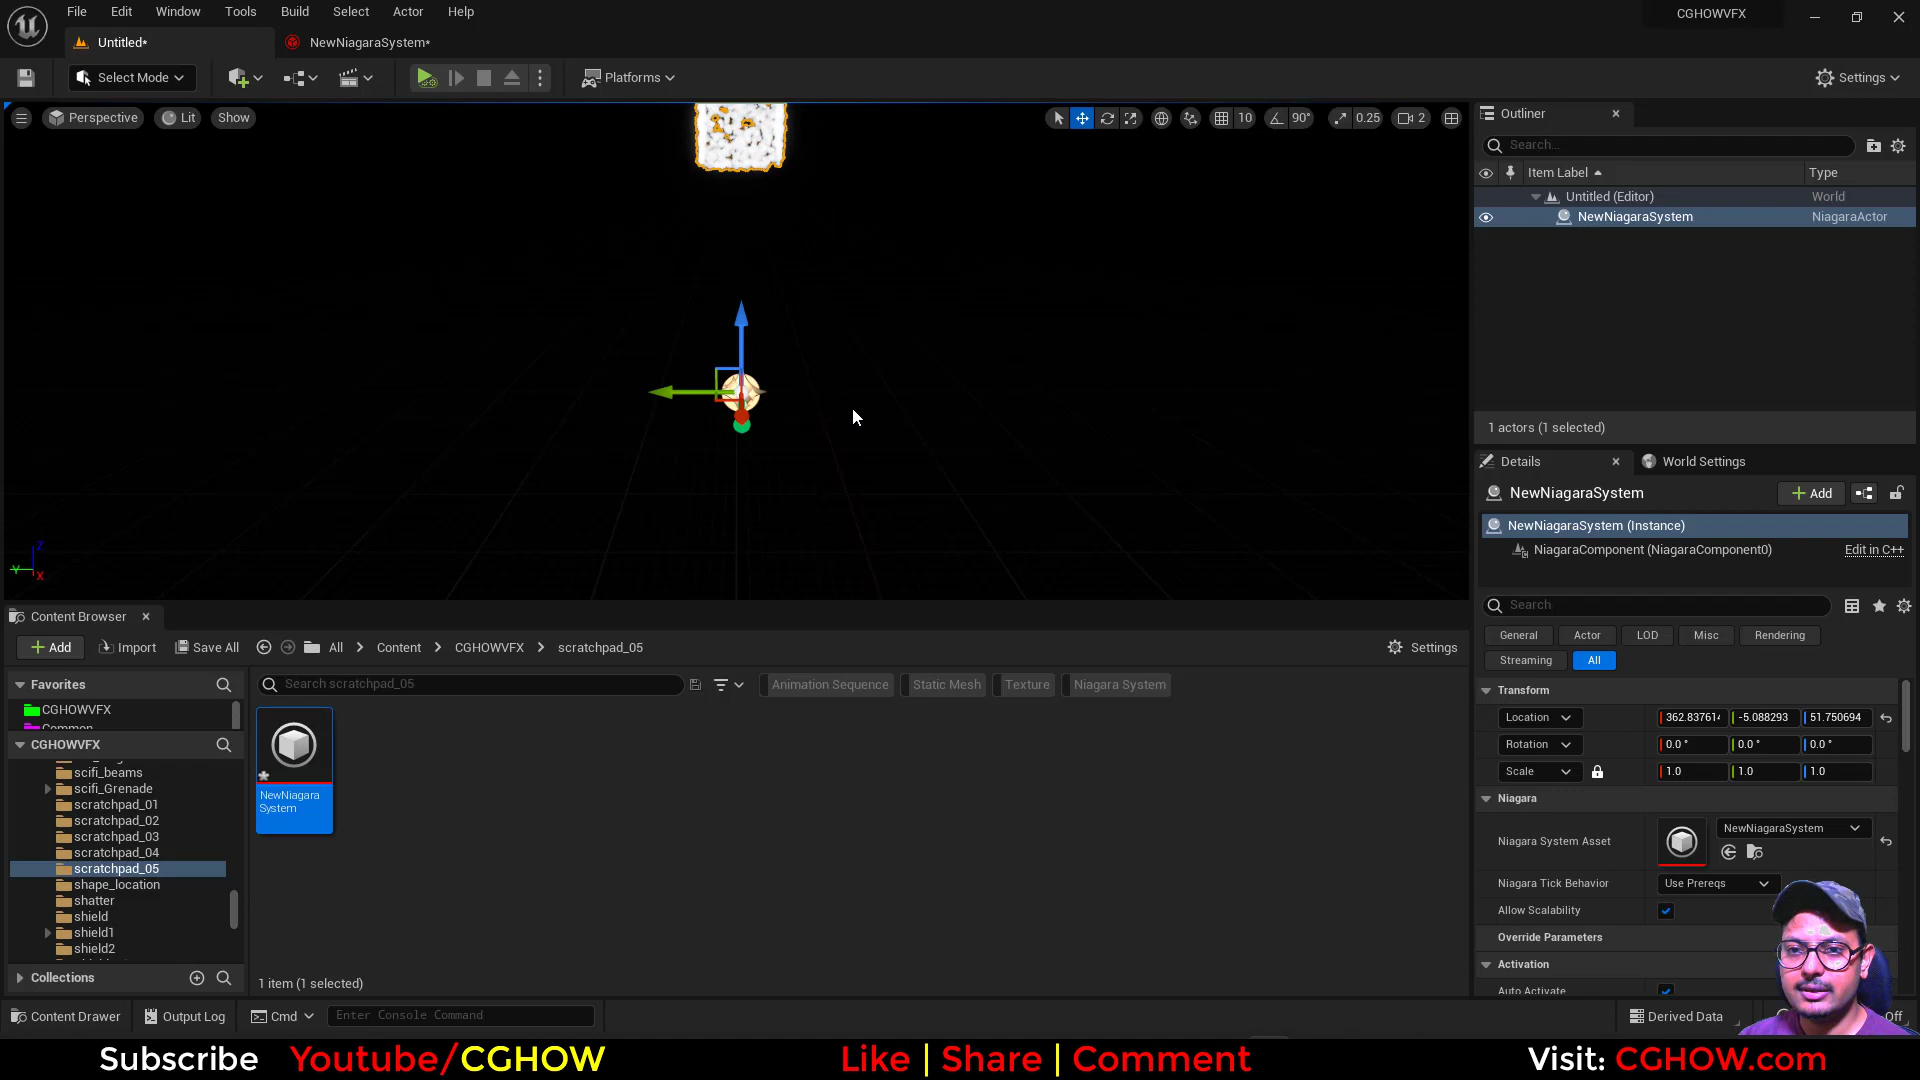 File Edit Window Tools Build Select Actor Help
CGHOWVFX
Untitled*
NewNiagaraSystem*
Select Mode
Platforms
Settings
Perspective Lit Show
10 90° 0.25 2
Outliner
Search...
Item Label Type
Untitled (Editor) World
NewNiagaraSystem NiagaraActor
1 actors (1 selected)
Details
World Settings
NewNiagaraSystem
Add
NewNiagaraSystem (Instance)
NiagaraComponent (NiagaraComponent0) Edit in C++
Search
General Actor LOD Misc Rendering
Streaming All
Transform
Location 362.83761 -5.088293 51.750694
Rotation 0.0 ° 0.0 ° 0.0 °
Scale 1.0 1.0 1.0
Niagara
Niagara System Asset NewNiagaraSystem
Niagara Tick Behavior Use Prereqs
Allow Scalability
Override Parameters
Activation
Auto Activate
Z
Y
X
Content Browser
Add Import Save All All > Content > CGHOWVFX > scratchpad_05 Settings
Favorites
CGHOWVFX
Common
CGHOWVFX
scifi_beams
scifi_Grenade
scratchpad_01
scratchpad_02
scratchpad_03
scratchpad_04
scratchpad_05
shape_location
shatter
shield
shield1
shield2
Collections
Search scratchpad_05
Animation Sequence Static Mesh Texture Niagara System
NewNiagara
System
1 item (1 selected)
Content Drawer Output Log Cmd Enter Console Command
Derived Data
Off
Subscribe Youtube/CGHOW Like | Share | Comment Visit: CGHOW.com